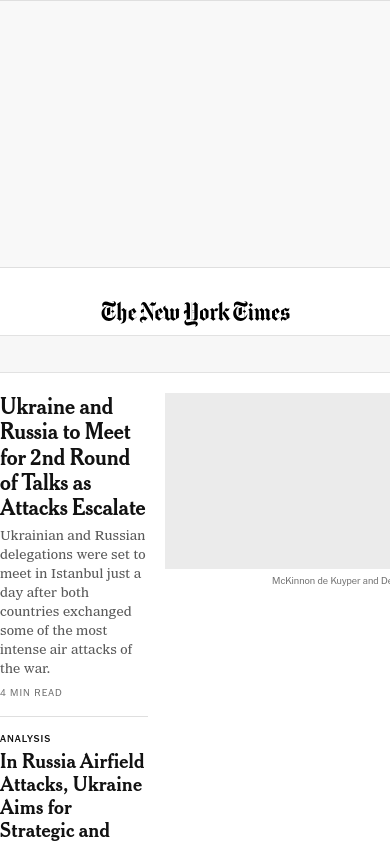 The New York Times
Ukraine and
Russia to Meet
for 2nd Round
of Talks as
Attacks Escalate
Ukrainian and Russian
delegations were set to
meet in Istanbul just a
day after both
countries exchanged
some of the most
intense air attacks of
the war.
4 MIN READ
McKinnon de Kuyper and De
ANALYSIS
In Russia Airfield
Attacks, Ukraine
Aims for
Strategic and